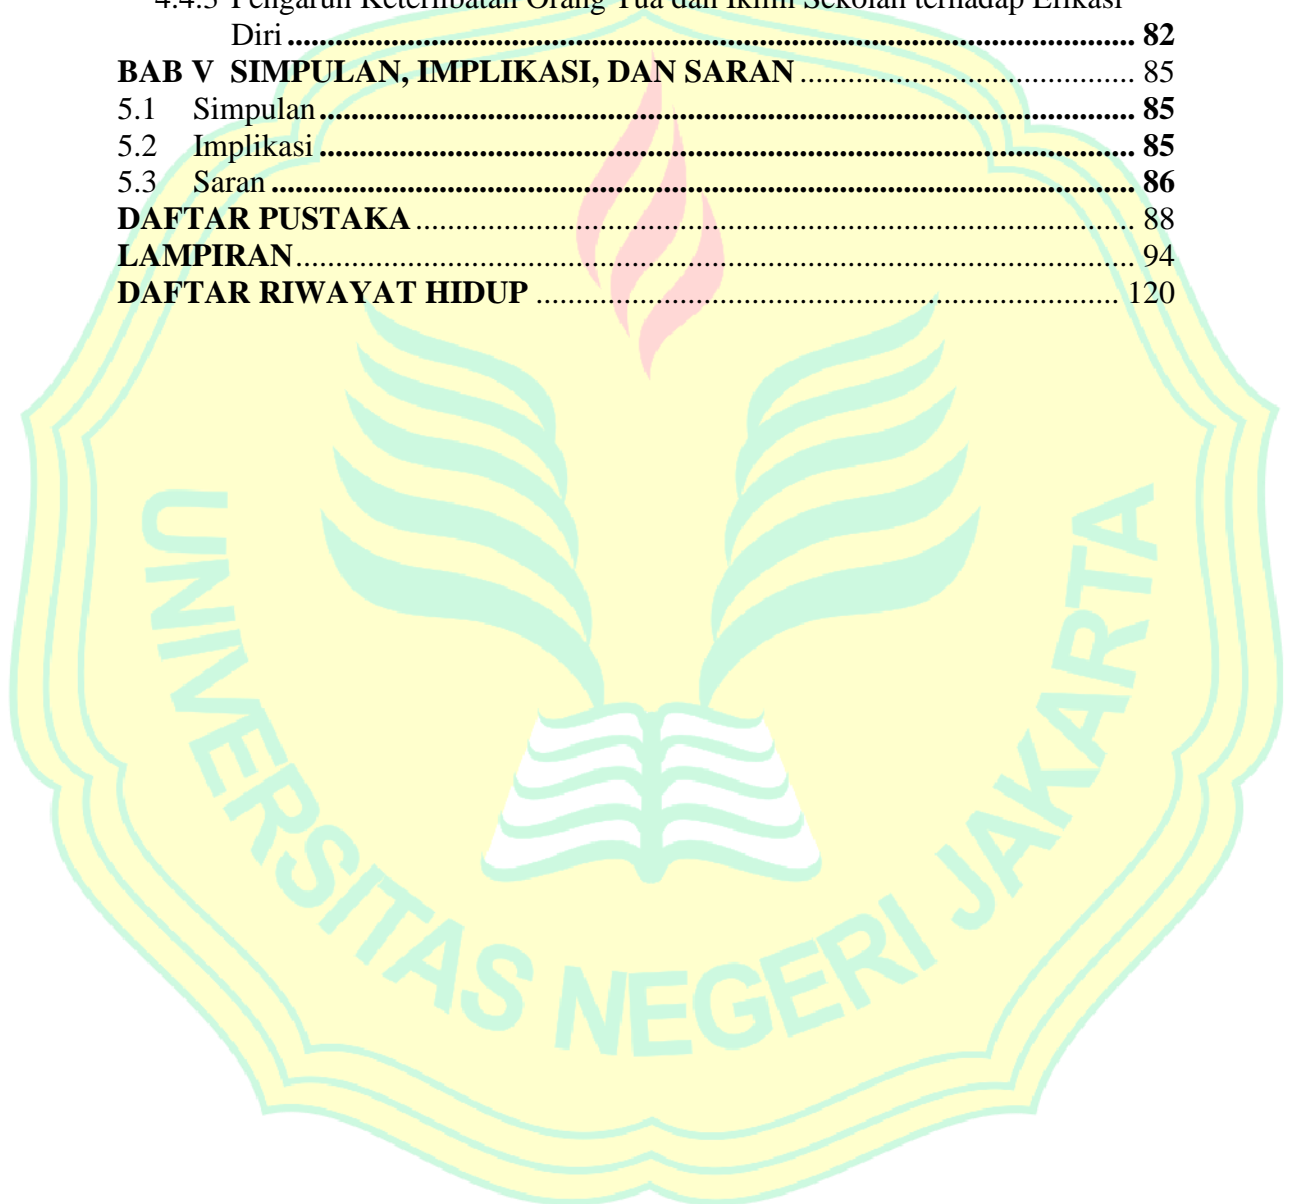 4.4.3 Pengaruh Keterlibatan Orang Tua dan Iklim Sekolah terhadap Efikasi
Diri ........................................................................................................... 82
BAB V SIMPULAN, IMPLIKASI, DAN SARAN .......................................... 85
5.1 Simpulan ....................................................................................................... 85
5.2 Implikasi ....................................................................................................... 85
5.3 Saran ............................................................................................................. 86
DAFTAR PUSTAKA ........................................................................................... 88
LAMPIRAN .......................................................................................................... 94
DAFTAR RIWAYAT HIDUP .......................................................................... 120
UNIVERSITAS NEGERI JAKARTA